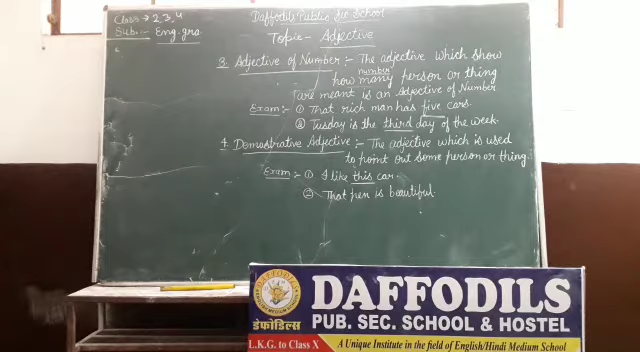 Class → 2, 3, 4
Daffodils Public Sec School
Sub:- Eng. gra
Topic - Adjective
3. Adjective of Number :- The adjective which show
number
how many person or thing
are meant is an adjective of Number
Exam :- ① That rich man has five cars.
② Tusday is the third day of the week.
4. Demustrative Adjective :- The adjective which is used
to point out some person or thing.
Exam :- ① I like this car.
② That pen is beautiful.
DAFFODILS
DAFFODILS
PUB. SEC. SCHOOL & HOSTEL
डेफोडिल्स
L.K.G. to Class X
A Unique Institute in the field of English/Hindi Medium School